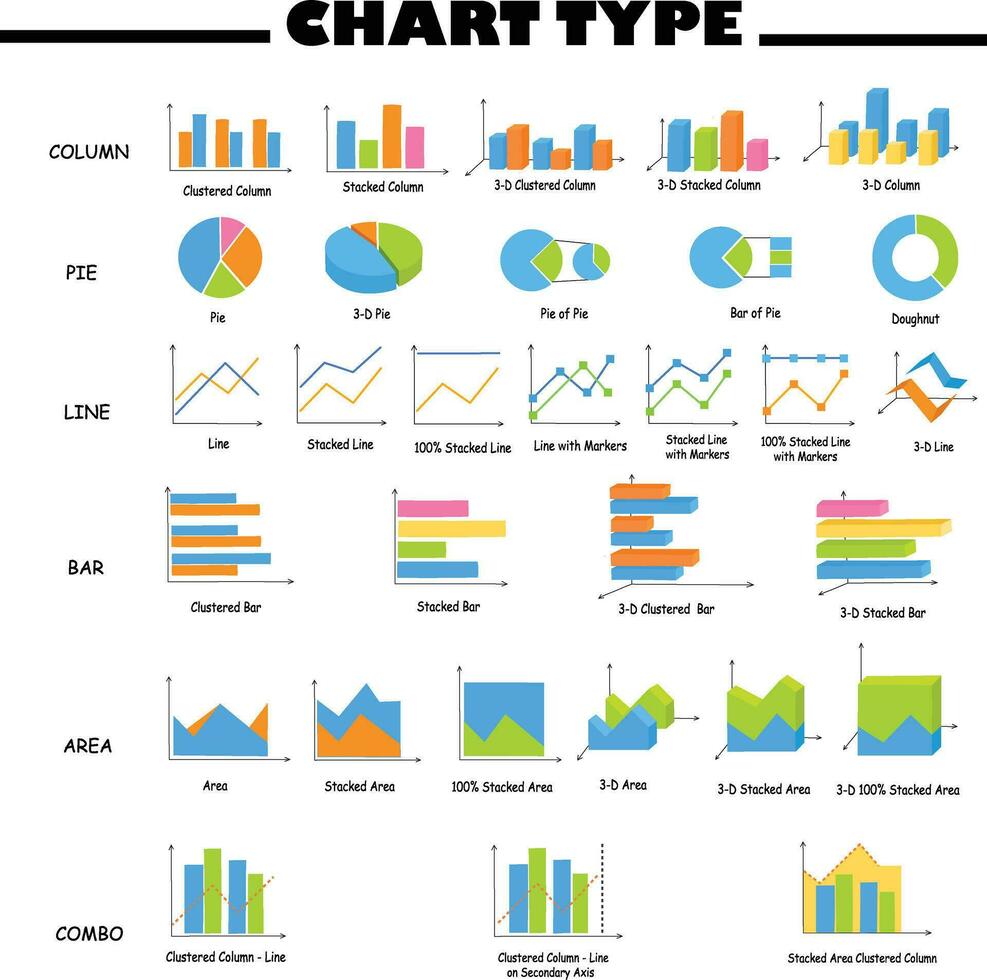 CHART TYPE
COLUMN
Clustered Column
Stacked Column
3-D Clustered Column
3-D Stacked Column
3-D Column
PIE
Pie
3-D Pie
Pie of Pie
Bar of Pie
Doughnut
LINE
Line
Stacked Line
100% Stacked Line
Line with Markers
Stacked Line
with Markers
100% Stacked Line
with Markers
3-D Line
BAR
Clustered Bar
Stacked Bar
3-D Clustered Bar
3-D Stacked Bar
AREA
Area
Stacked Area
100% Stacked Area
3-D Area
3-D Stacked Area
3-D 100% Stacked Area
COMBO
Clustered Column - Line
Clustered Column - Line
on Secondary Axis
Stacked Area Clustered Column